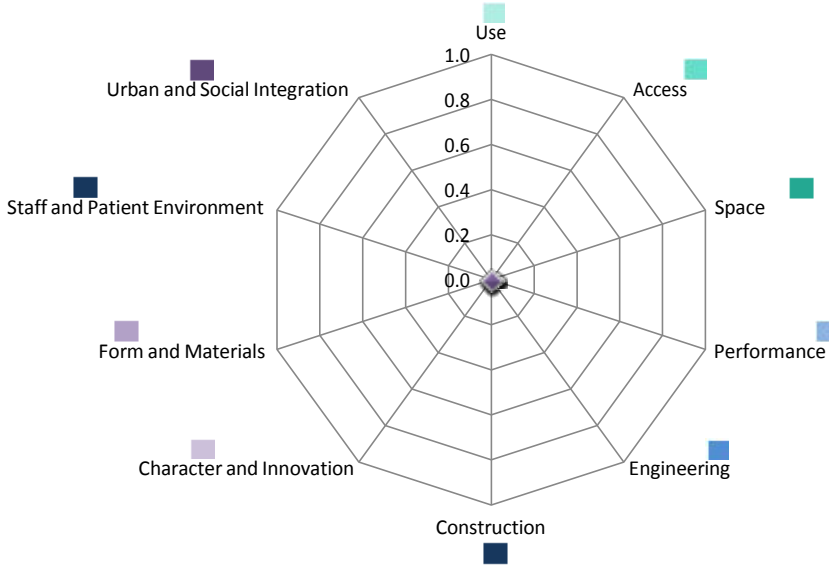 Use
1.0
Urban and Social Integration
Access
0.8
0.6
Staff and Patient Environment
0.4
Space
0.2
0.0
Form and Materials
Performance
Character and Innovation
Engineering
Construction